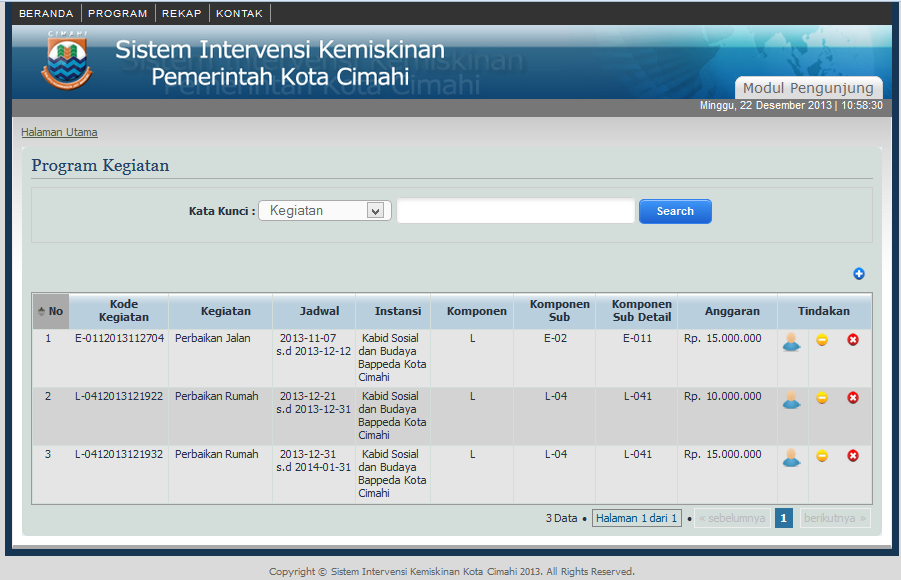 BERANDA PROGRAM REKAP KONTAK
CIMAHI
Sistem Intervensi Kemiskinan
Pemerintah Kota Cimahi
Modul Pengunjung
Minggu, 22 Desember 2013 | 10:58:30
Halaman Utama
Program Kegiatan
Kata Kunci : Kegiatan Search
No Kode Kegiatan Kegiatan Jadwal Instansi Komponen Komponen Sub Komponen Sub Detail Anggaran Tindakan
1 E-0112013112704 Perbaikan Jalan 2013-11-07 Kabid Sosial L E-02 E-011 Rp. 15.000.000
s.d 2013-12-12 dan Budaya
Bappeda Kota
Cimahi
2 L-0412013121922 Perbaikan Rumah 2013-12-21 Kabid Sosial L L-04 L-041 Rp. 10.000.000
s.d 2013-12-31 dan Budaya
Bappeda Kota
Cimahi
3 L-0412013121932 Perbaikan Rumah 2013-12-31 Kabid Sosial L L-04 L-041 Rp. 15.000.000
s.d 2014-01-31 dan Budaya
Bappeda Kota
Cimahi
3 Data • Halaman 1 dari 1 • « sebelumnya 1 berikutnya »
Copyright © Sistem Intervensi Kemiskinan Kota Cimahi 2013. All Rights Reserved.